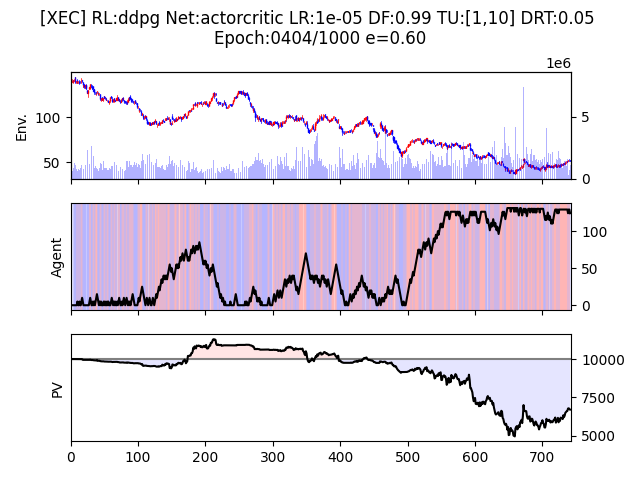 [XEC] RL:ddpg Net:actorcritic LR:1e-05 DF:0.99 TU:[1,10] DRT:0.05
Epoch:0404/1000 e=0.60
1e6
Env.
100
50
5
0
Agent
100
50
0
PV
10000
7500
5000
0 100 200 300 400 500 600 700